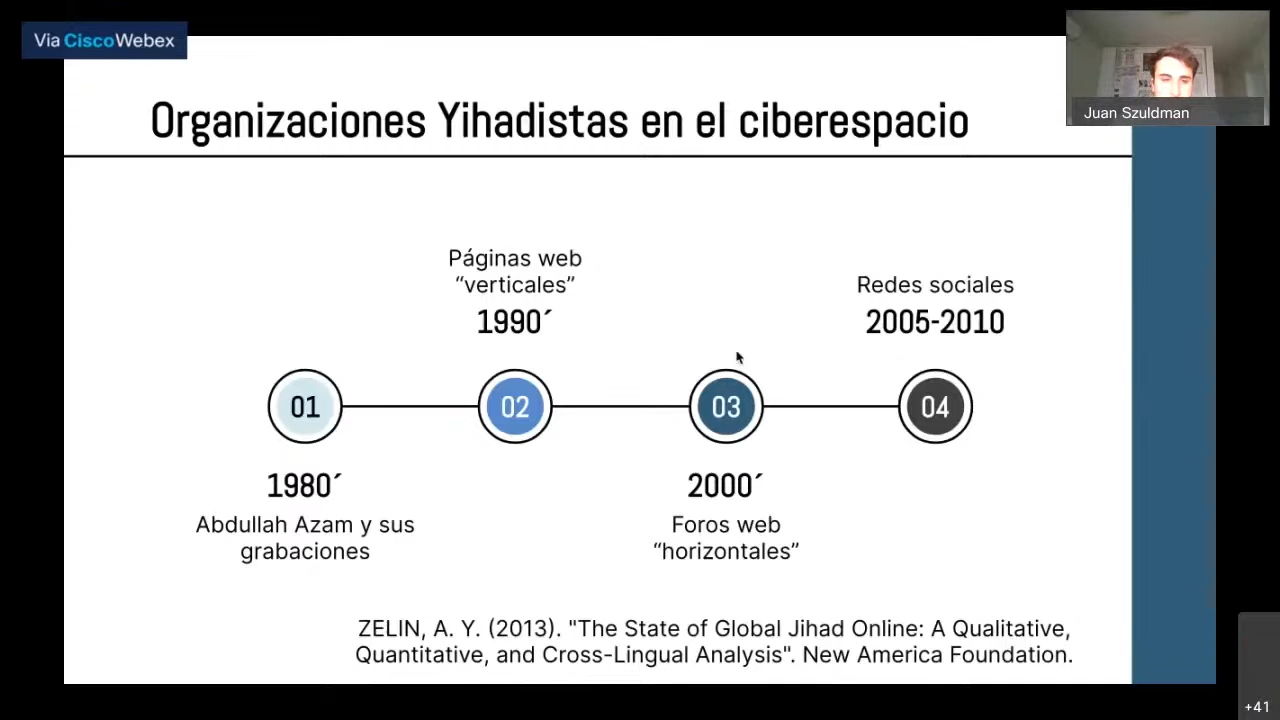 Via CiscoWebex
Juan Szuldman
Organizaciones Yihadistas en el ciberespacio
Páginas web
“verticales”
1990´
Redes sociales
2005-2010
01
02
03
04
1980´
Abdullah Azam y sus
grabaciones
2000´
Foros web
“horizontales”
ZELIN, A. Y. (2013). "The State of Global Jihad Online: A Qualitative,
Quantitative, and Cross-Lingual Analysis". New America Foundation.
+41